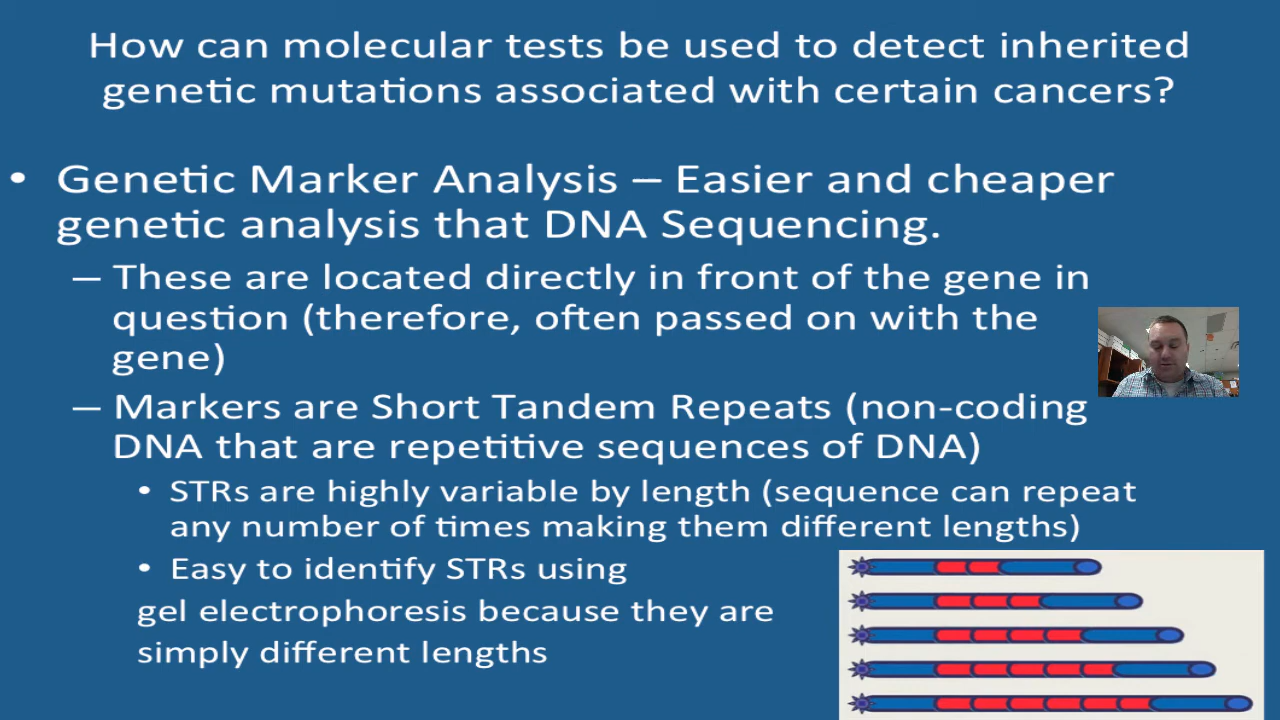 How can molecular tests be used to detect inherited
genetic mutations associated with certain cancers?
• Genetic Marker Analysis – Easier and cheaper
genetic analysis that DNA Sequencing.
– These are located directly in front of the gene in
question (therefore, often passed on with the
gene)
– Markers are Short Tandem Repeats (non-coding
DNA that are repetitive sequences of DNA)
• STRs are highly variable by length (sequence can repeat
any number of times making them different lengths)
• Easy to identify STRs using
gel electrophoresis because they are
simply different lengths